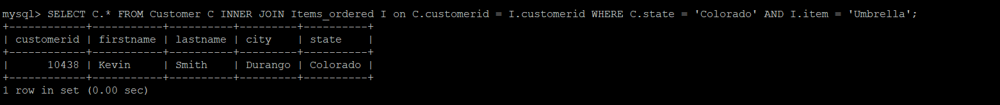 mysql> SELECT C.* FROM Customer C INNER JOIN Items_ordered I on C.customerid = I.customerid WHERE C.state = 'Colorado' AND I.item = 'Umbrella';
+------------+-----------+----------+---------+----------+
| customerid | firstname | lastname | city    | state    |
+------------+-----------+----------+---------+----------+
|      10438 | Kevin     | Smith    | Durango | Colorado |
+------------+-----------+----------+---------+----------+
1 row in set (0.00 sec)